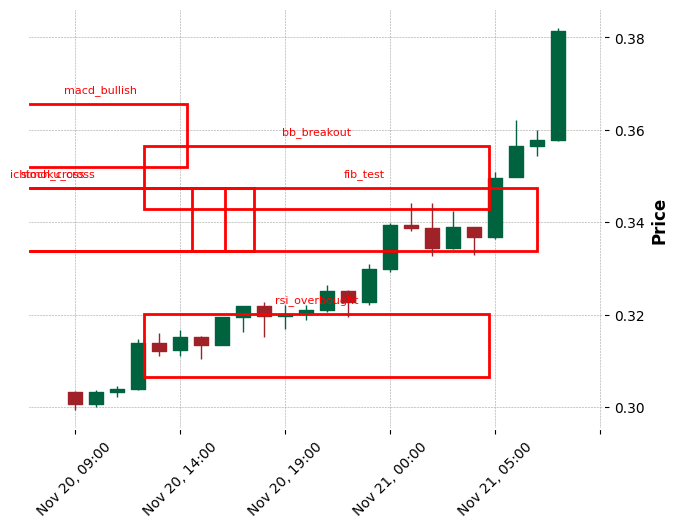 0.38
macd_bullish
0.36
bb_breakout
fib_test
0.34
Price
0.32
rsi_overbought
0.30
Nov 20, 09:00
Nov 20, 14:00
Nov 20, 19:00
Nov 21, 00:00
Nov 21, 05:00